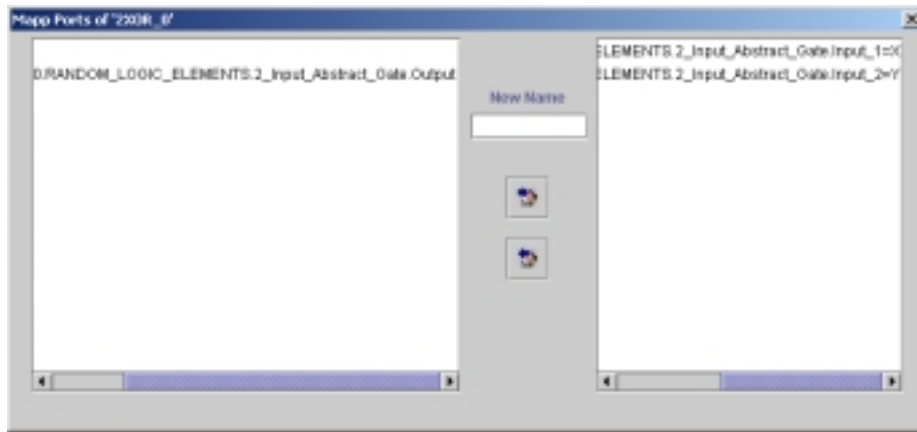 Mapp Ports of '2XOR_0'
0.RANDOM_LOGIC_ELEMENTS.2_Input_Abstract_Gate.Output
New Name
ELEMENTS.2_Input_Abstract_Gate.Input_1=X
ELEMENTS.2_Input_Abstract_Gate.Input_2=Y